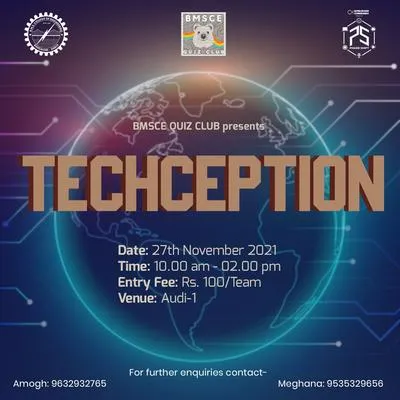 BMSCE
QUIZ CLUB
BMSCE QUIZ CLUB presents
TECHCEPTION
Date: 27th November 2021
Time: 10.00 am - 02.00 pm
Entry Fee: Rs. 100/Team
Venue: Audi-1
For further enquiries contact-
Amogh: 9632932765
Meghana: 9535329656